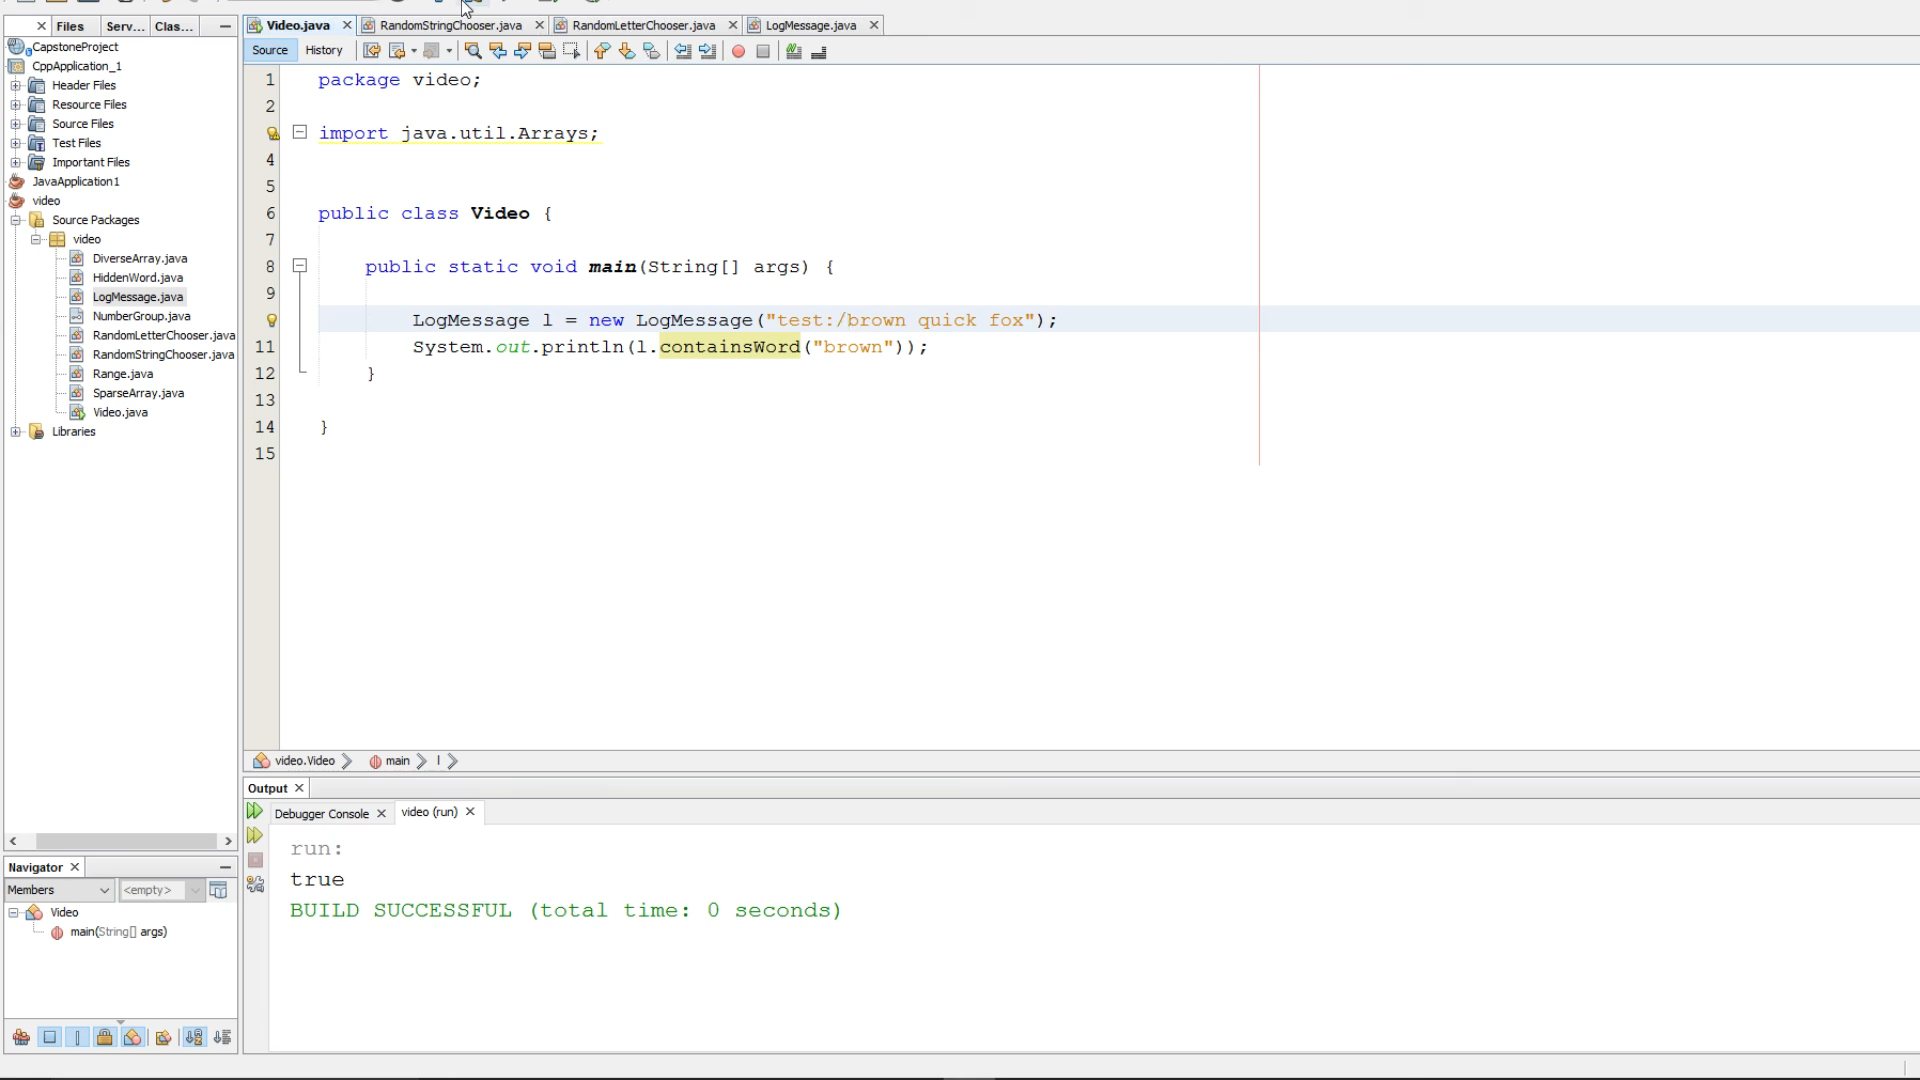 Files Serv... Clas...
CapstoneProject
CppApplication_1
Header Files
Resource Files
Source Files
Test Files
Important Files
JavaApplication1
video
Source Packages
video
DiverseArray.java
HiddenWord.java
LogMessage.java
NumberGroup.java
RandomLetterChooser.java
RandomStringChooser.java
Range.java
SparseArray.java
Video.java
Libraries
Navigator
Members <empty>
Video
main(String[] args)
Video.java RandomStringChooser.java RandomLetterChooser.java LogMessage.java
Source History
1 package video;
2
import java.util.Arrays;
4
5
6 public class Video {
7
8 public static void main(String[] args) {
9
LogMessage l = new LogMessage("test:/brown quick fox");
11 System.out.println(l.containsWord("brown"));
12 }
13
14 }
15
video.Video main l
Output
Debugger Console video (run)
run:
true
BUILD SUCCESSFUL (total time: 0 seconds)